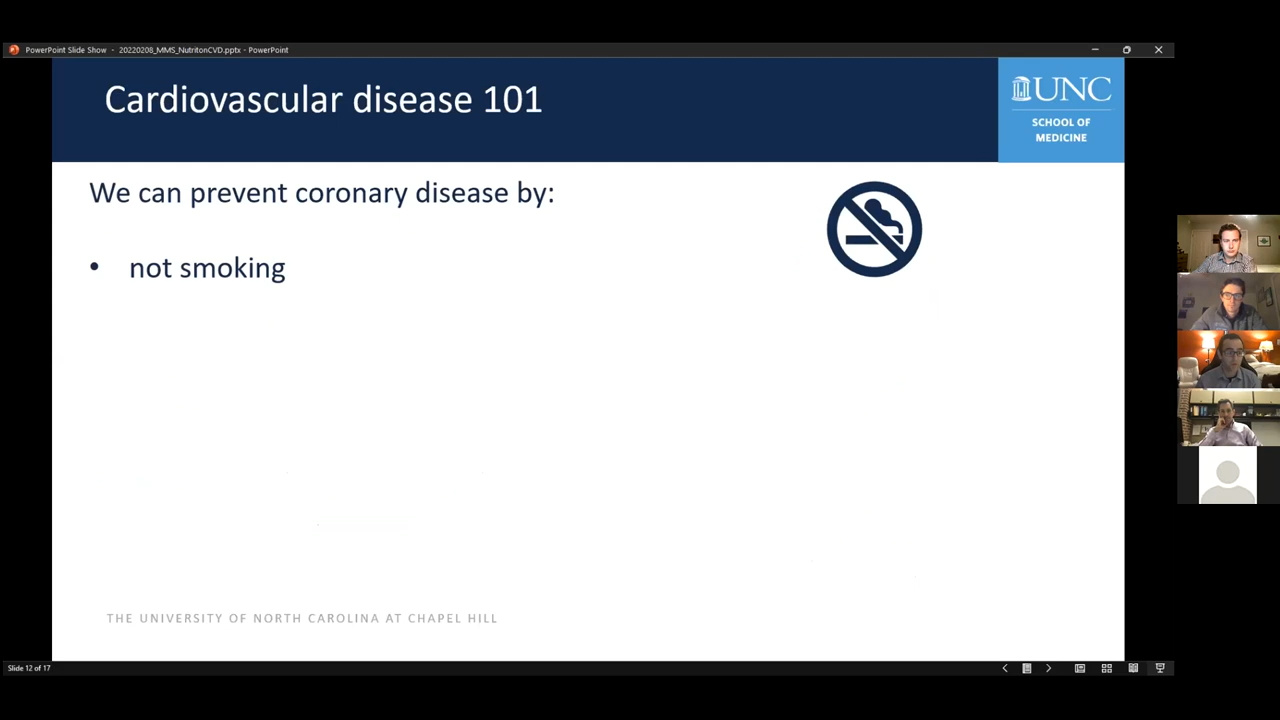 PowerPoint Slide Show - 20220208_MMS_NutritonCVD.pptx - PowerPoint
Cardiovascular disease 101
UNC
SCHOOL OF
MEDICINE
We can prevent coronary disease by:
• not smoking
THE UNIVERSITY OF NORTH CAROLINA AT CHAPEL HILL
Slide 12 of 17